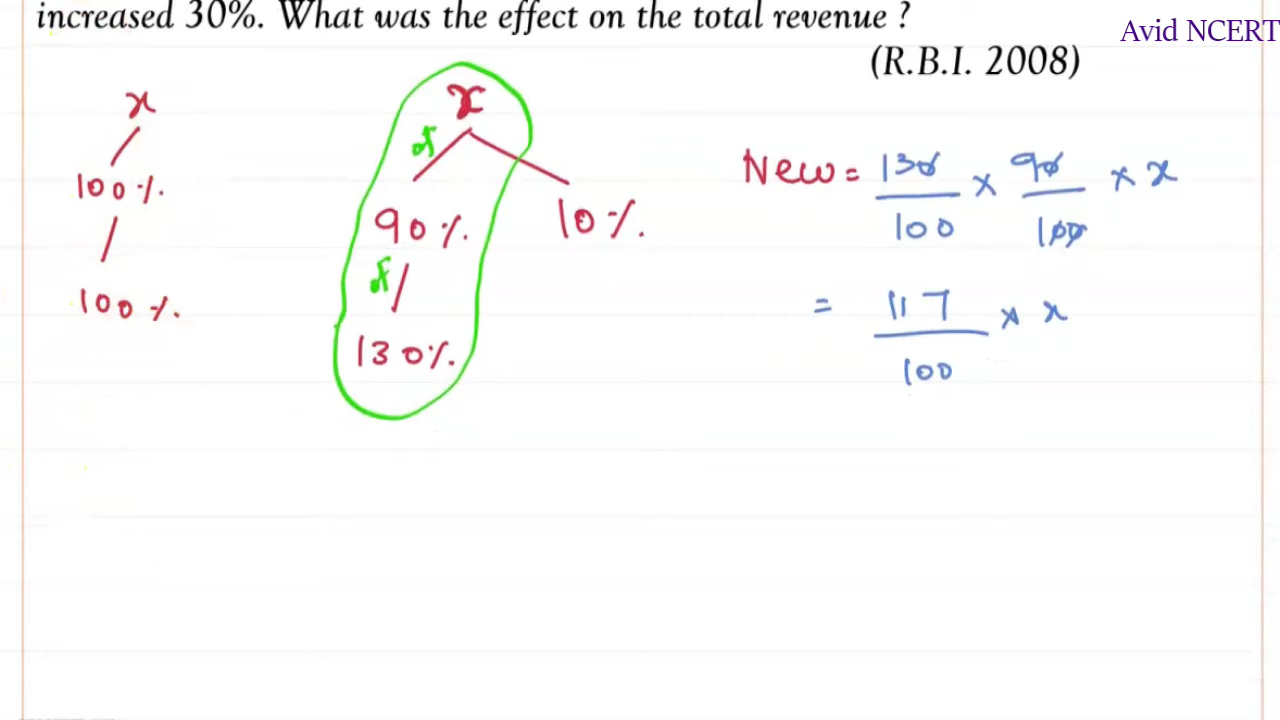 increased 30%. What was the effect on the total revenue ?
Avid NCERT
(R.B.I. 2008)
x
100%
100%
x
of
90%
10%
of
130%
New = 130/100 × 90/100 × x
= 117/100 × x